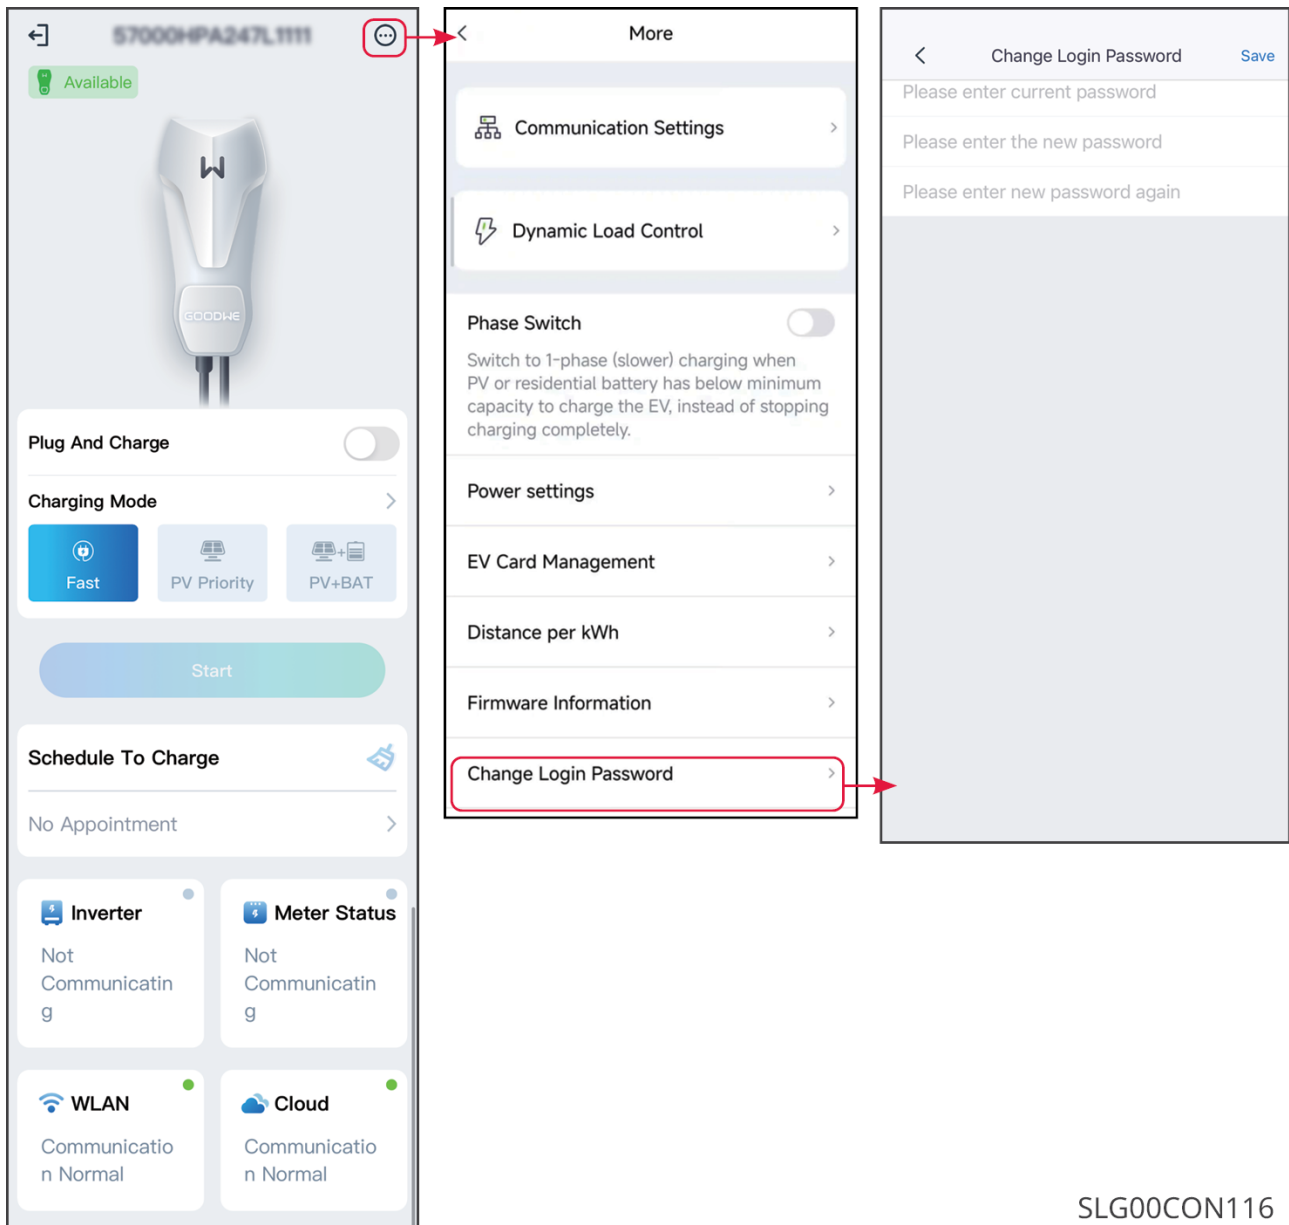 57000HPA247L1111
Available
GOODWE
Plug And Charge
Charging Mode
Fast
PV Priority
PV+BAT
Start
Schedule To Charge
No Appointment
Inverter
Not
Communicatin
g
Meter Status
Not
Communicatin
g
WLAN
Communicatio
n Normal
Cloud
Communicatio
n Normal
More
Communication Settings
Dynamic Load Control
Phase Switch
Switch to 1-phase (slower) charging when
PV or residential battery has below minimum
capacity to charge the EV, instead of stopping
charging completely.
Power settings
EV Card Management
Distance per kWh
Firmware Information
Change Login Password
Change Login Password
Save
Please enter current password
Please enter the new password
Please enter new password again
SLG00CON116